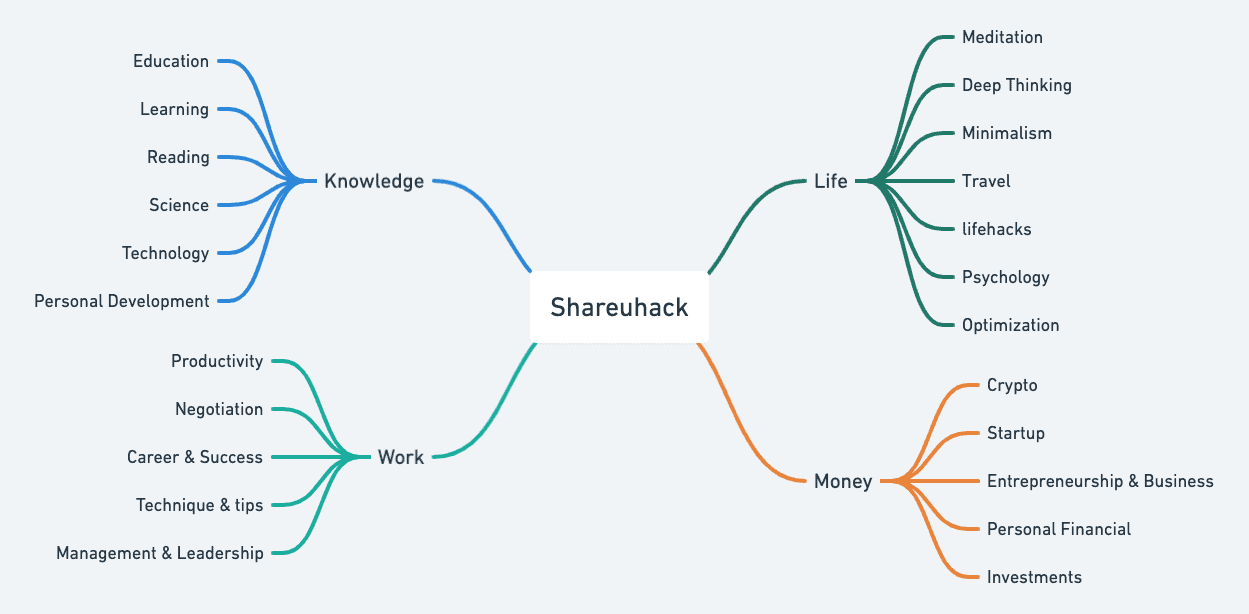 Shareuhack
Knowledge
Education
Learning
Reading
Science
Technology
Personal Development
Work
Productivity
Negotiation
Career & Success
Technique & tips
Management & Leadership
Life
Meditation
Deep Thinking
Minimalism
Travel
lifehacks
Psychology
Optimization
Money
Crypto
Startup
Entrepreneurship & Business
Personal Financial
Investments